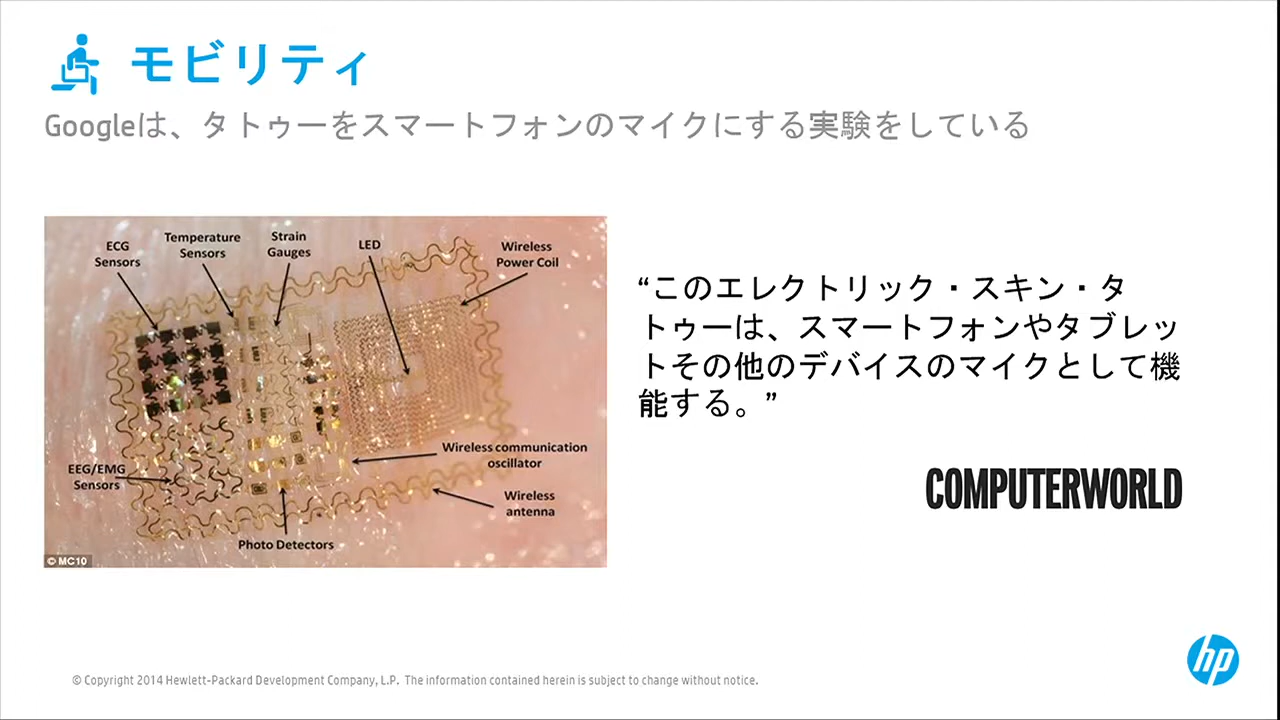 モビリティ
Googleは、タトゥーをスマートフォンのマイクにする実験をしている
ECG
Sensors
Temperature
Sensors
Strain
Gauges
LED
Wireless
Power Coil
EEG/EMG
Sensors
Wireless communication
oscillator
Wireless
antenna
Photo Detectors
© MC10
“このエレクトリック・スキン・タ
トゥーは、スマートフォンやタブレッ
トその他のデバイスのマイクとして機
能する。”
COMPUTERWORLD
hp
© Copyright 2014 Hewlett-Packard Development Company, L.P. The information contained herein is subject to change without notice.